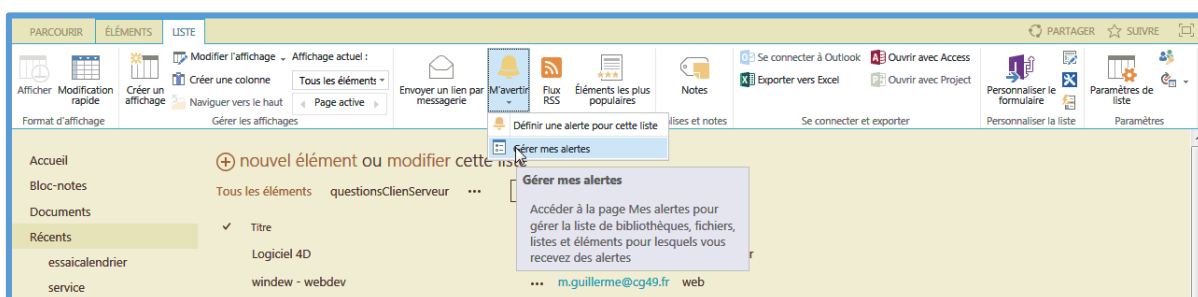 PARCOURIR ÉLÉMENTS LISTE PARTAGER SUIVRE
Modifier l'affichage Affichage actuel : Se connecter à Outlook Ouvrir avec Access
Créer une colonne Tous les éléments Exporter vers Excel Ouvrir avec Project
Afficher Modification rapide Créer un affichage Naviguer vers le haut Page active Envoyer un lien par messagerie M'avertir Flux RSS Éléments les plus populaires Notes Personnaliser le formulaire Paramètres de liste
Format d'affichage Gérer les affichages lises et notes Se connecter et exporter Personnaliser la liste Paramètres
Définir une alerte pour cette liste
Gérer mes alertes
Accueil nouvel élément ou modifier cette liste
Gérer mes alertes
Bloc-notes Tous les éléments questionsClienServeur •••
Documents Accéder à la page Mes alertes pour
gérer la liste de bibliothèques, fichiers,
Récents Titre listes et éléments pour lesquels vous
recevez des alertes
essaicalendrier Logiciel 4D r
service windew - webdev ••• m.guillerme@cg49.fr web